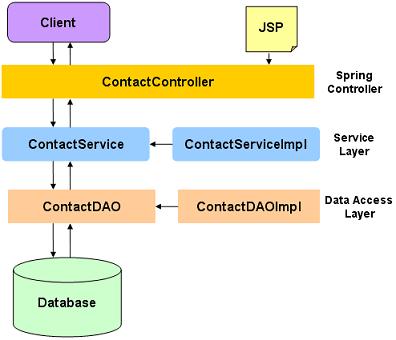 Client
JSP
ContactController
Spring
Controller
ContactService
ContactServiceImpl
Service
Layer
ContactDAO
ContactDAOImpl
Data Access
Layer
Database